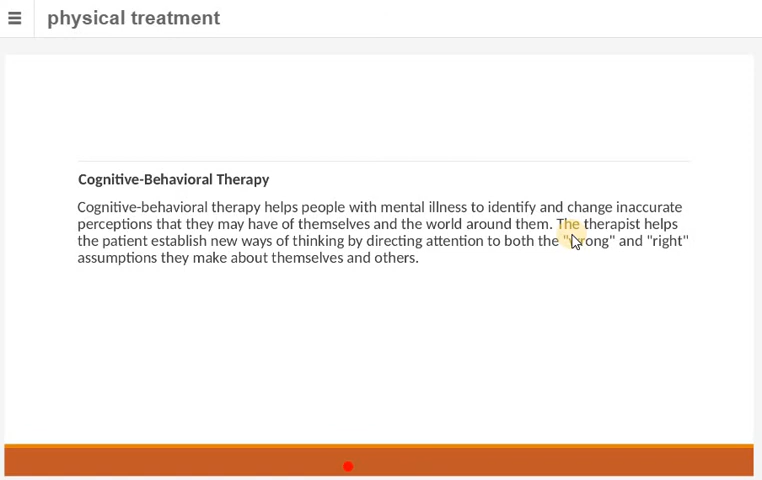 physical treatment
Cognitive-Behavioral Therapy
Cognitive-behavioral therapy helps people with mental illness to identify and change inaccurate
perceptions that they may have of themselves and the world around them. The therapist helps
the patient establish new ways of thinking by directing attention to both the "wrong" and "right"
assumptions they make about themselves and others.